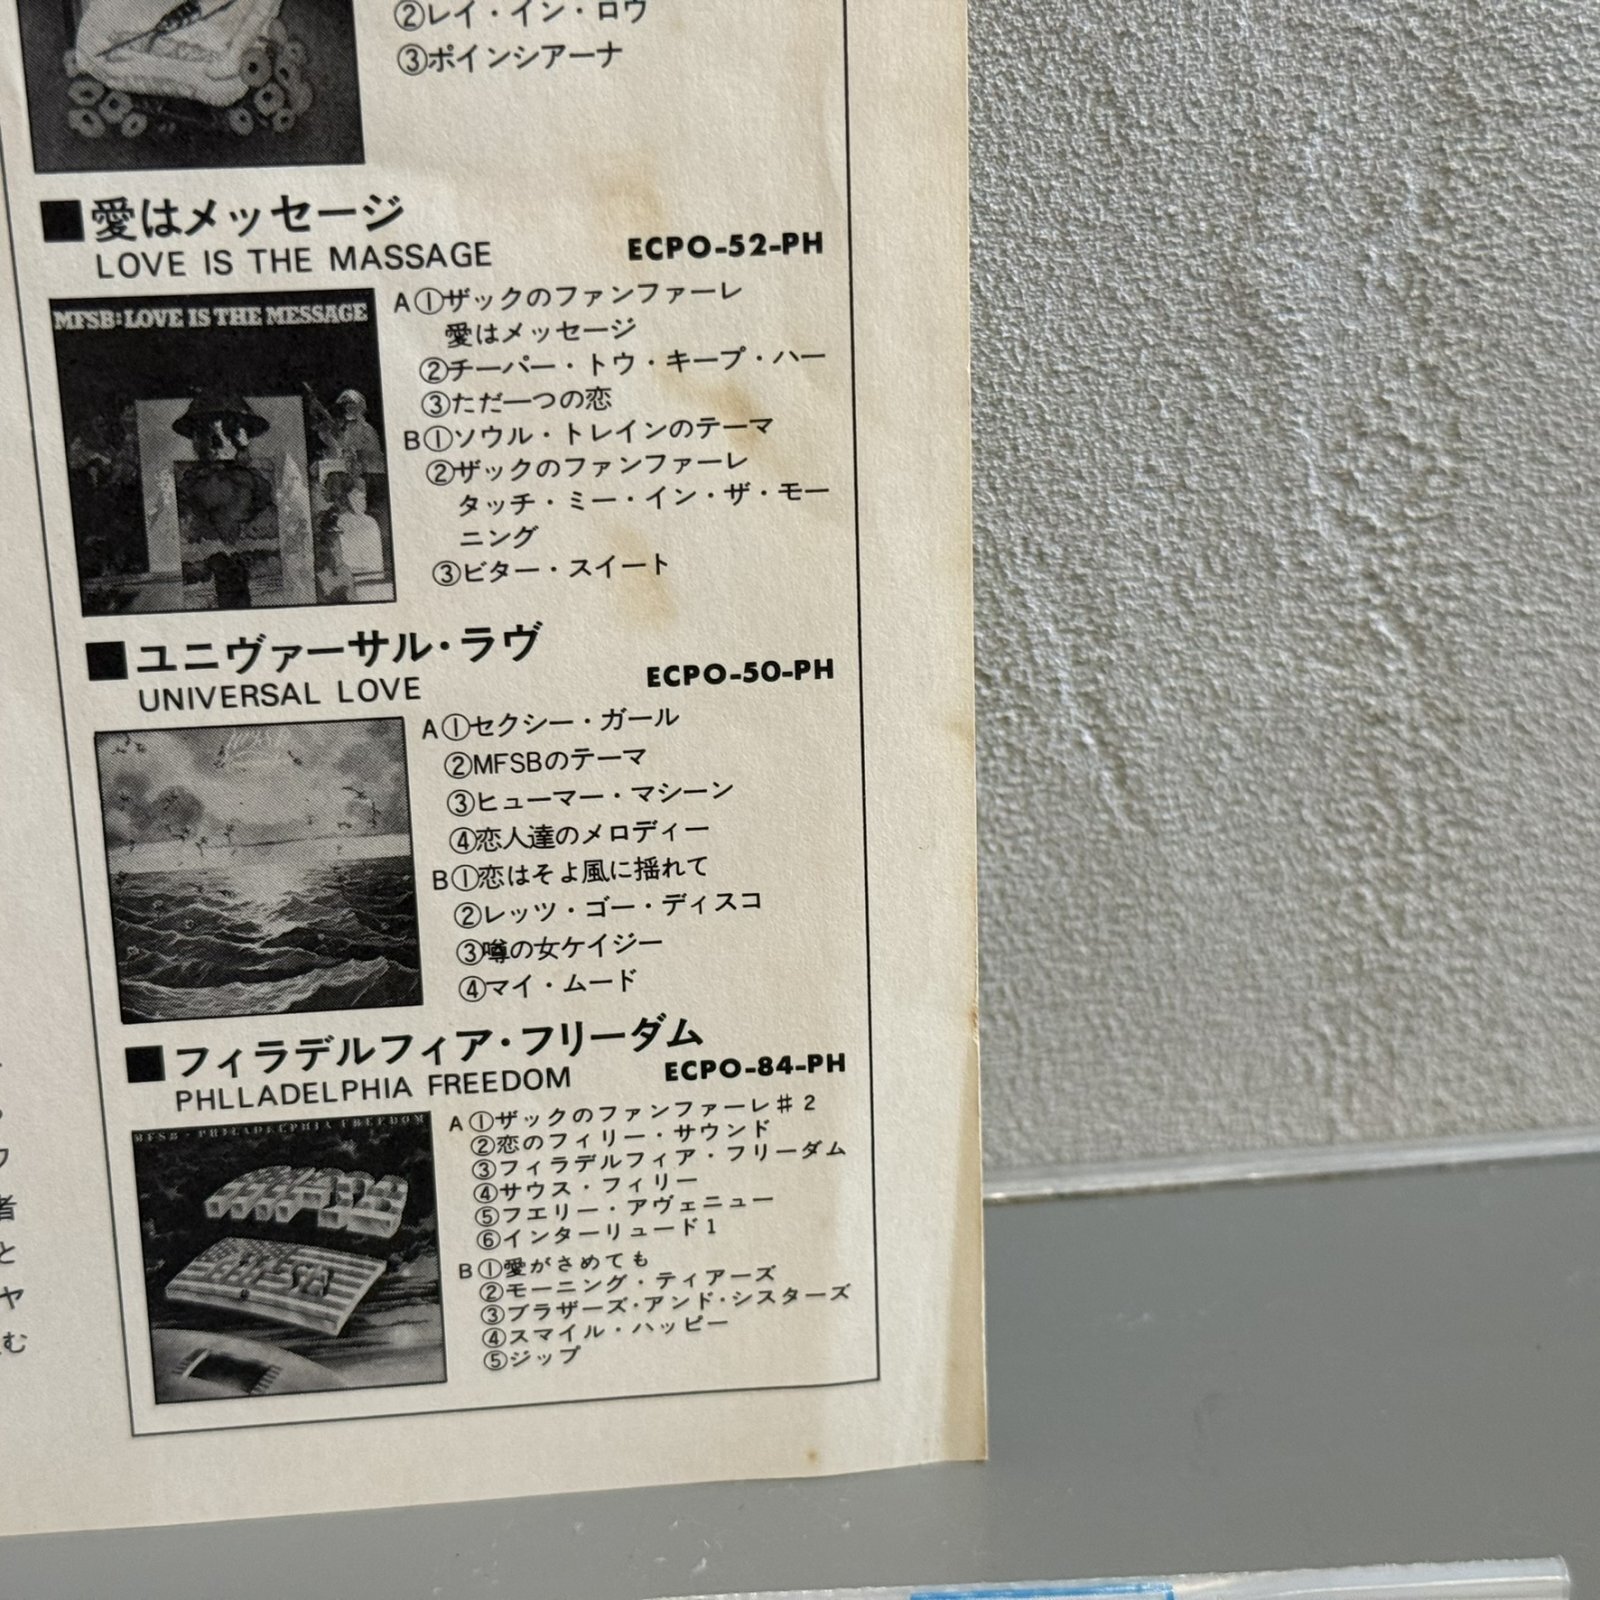 ②レイ・イン・ロウ
③ポインシアーナ
■愛はメッセージ
LOVE IS THE MASSAGE
ECPO-52-PH
MFSB:LOVE IS THE MESSAGE
A①ザックのファンファーレ
愛はメッセージ
②チーパー・トウ・キープ・ハー
③ただ一つの恋
B①ソウル・トレインのテーマ
②ザックのファンファーレ
タッチ・ミー・イン・ザ・モー
ニング
③ビター・スイート
■ユニヴァーサル・ラヴ
UNIVERSAL LOVE
ECPO-50-PH
A①セクシー・ガール
②MFSBのテーマ
③ヒューマー・マシーン
④恋人達のメロディー
B①恋はそよ風に揺れて
②レッツ・ゴー・ディスコ
③噂の女ケイジー
④マイ・ムード
■フィラデルフィア・フリーダム
PHLLADELPHIA FREEDOM
ECPO-84-PH
MFSB・PHILADELPHIA FREEDOM
A①ザックのファンファーレ♯2
②恋のフィリー・サウンド
③フィラデルフィア・フリーダム
④サウス・フィリー
⑤フエリー・アヴェニュー
⑥インターリュード1
B①愛がさめても
②モーニング・ティアーズ
③ブラザーズ・アンド・シスターズ
④スマイル・ハッピー
⑤ジップ
者
と
ヤ
む